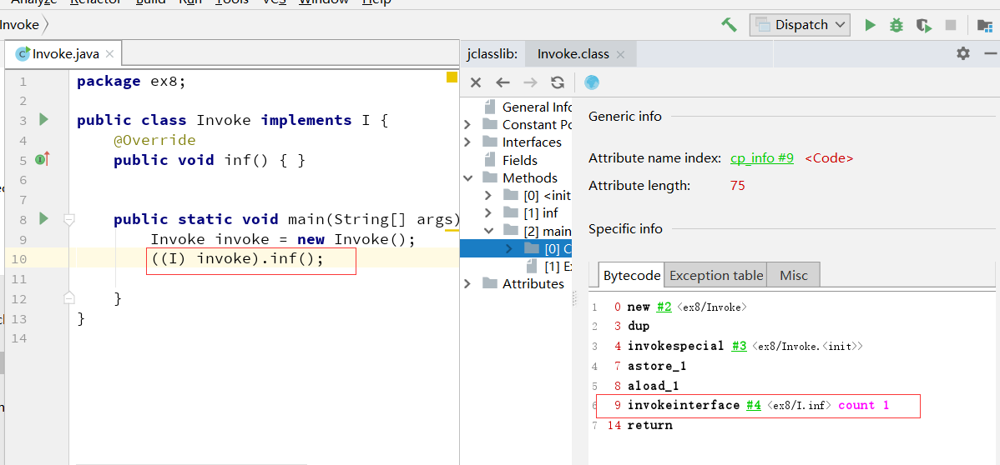 Analyze Refactor Build Run Tools VCS Window Help
Invoke
Dispatch
Invoke.java
1 package ex8;
2
3 public class Invoke implements I {
4 @Override
5 public void inf() { }
6
7
8 public static void main(String[] args)
9 Invoke invoke = new Invoke();
10 ((I) invoke).inf();
11
12 }
13 }
14
jclasslib: Invoke.class
General Info
Constant Po
Interfaces
Fields
Methods
[0] <init
[1] inf
[2] main
[0] C
[1] E
Attributes
Generic info
Attribute name index: cp_info #9 <Code>
Attribute length: 75
Specific info
Bytecode Exception table Misc
1 0 new #2 <ex8/Invoke>
2 3 dup
3 4 invokespecial #3 <ex8/Invoke.<init>>
4 7 astore_1
5 8 aload_1
6 9 invokeinterface #4 <ex8/I.inf> count 1
7 14 return